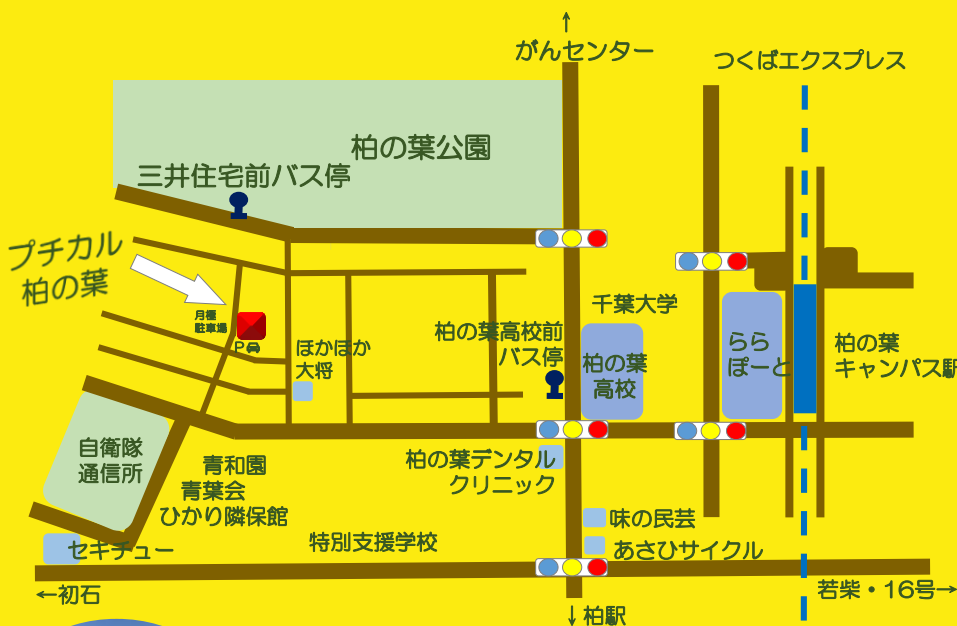 ↑
がんセンター
つくばエクスプレス
柏の葉公園
三井住宅前バス停
プチカル
柏の葉
月極
駐車場
P
千葉大学
柏の葉高校前
バス停
ほかほか
大将
柏の葉
高校
らら
ぽーと
柏の葉
キャンパス駅
自衛隊
通信所
柏の葉デンタル
クリニック
青和園
青葉会
ひかり隣保館
味の民芸
特別支援学校
あさひサイクル
セキチュー
←初石
若柴・16号→
↓柏駅